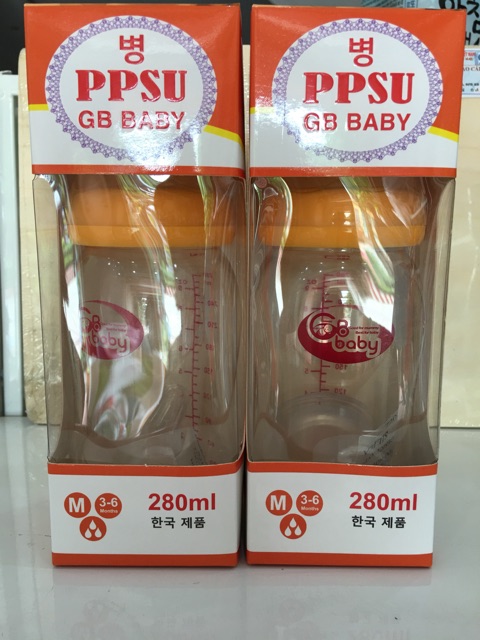 병
PPSU
GB BABY
GB
baby
M
3-6
Months
280ml
한국 제품
병
PPSU
GB BABY
GB
baby
M
3-6
Months
280ml
한국 제품